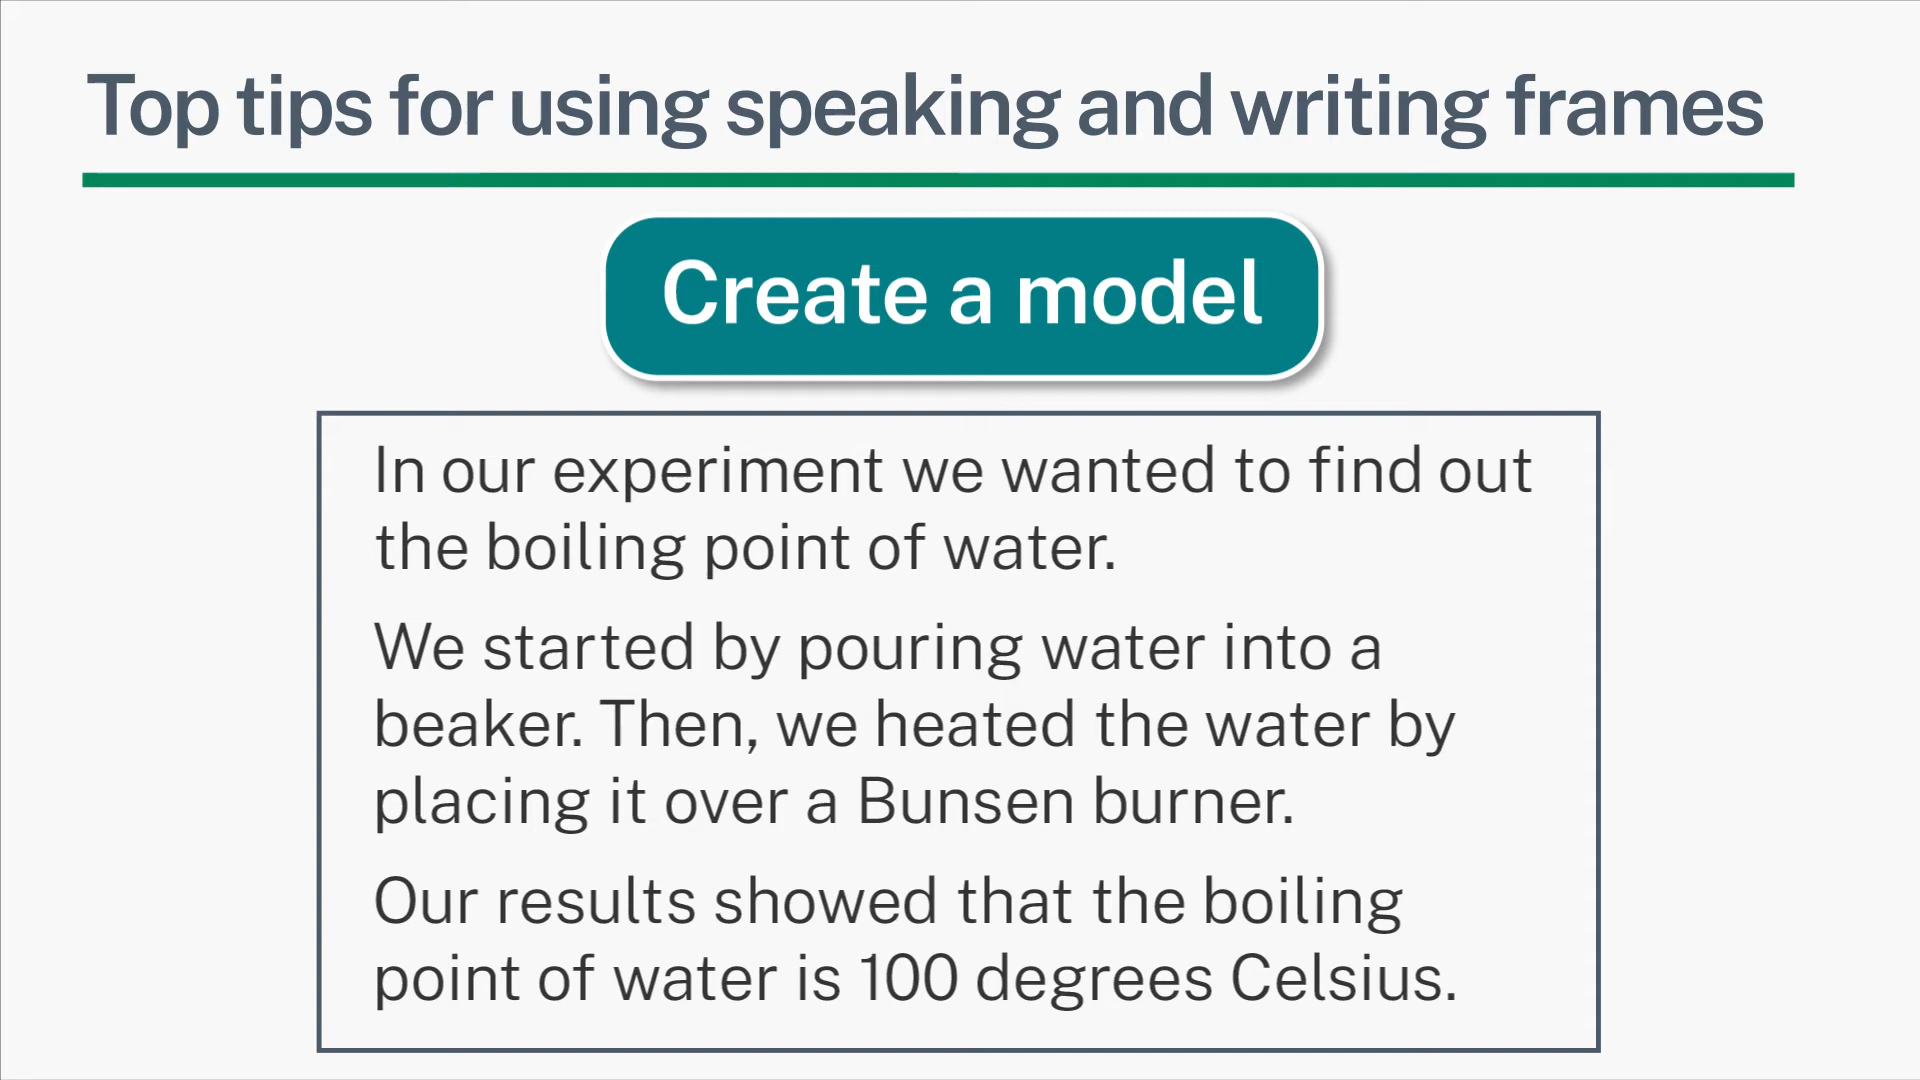 Top tips for using speaking and writing frames
Create a model
In our experiment we wanted to find out
the boiling point of water.
We started by pouring water into a
beaker. Then, we heated the water by
placing it over a Bunsen burner.
Our results showed that the boiling
point of water is 100 degrees Celsius.